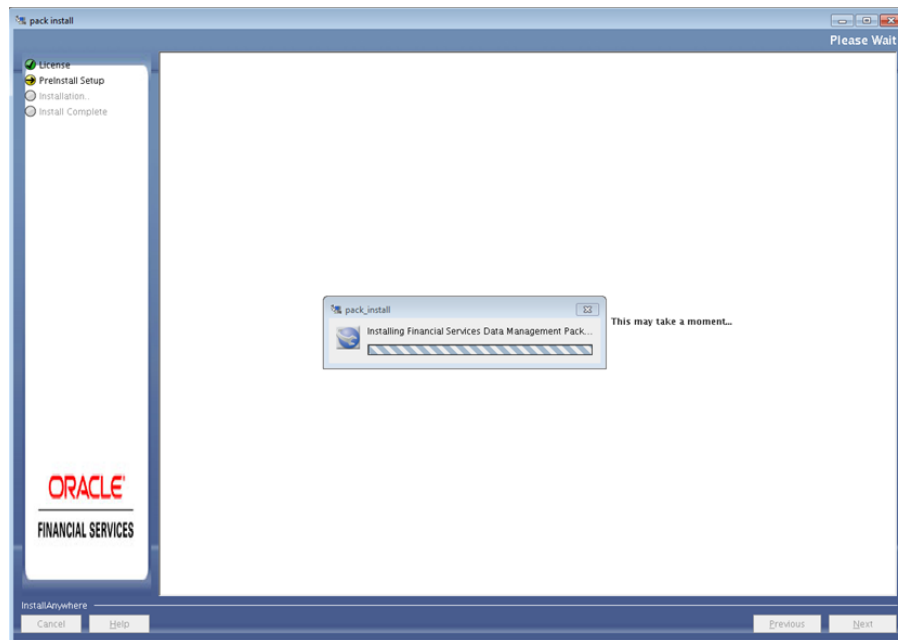 pack install
Please Wait
License
PreInstall Setup
Installation..
Install Complete
pack_install
Installing Financial Services Data Management Pack...
This may take a moment...
ORACLE
FINANCIAL SERVICES
InstallAnywhere
Cancel
Help
Previous
Next